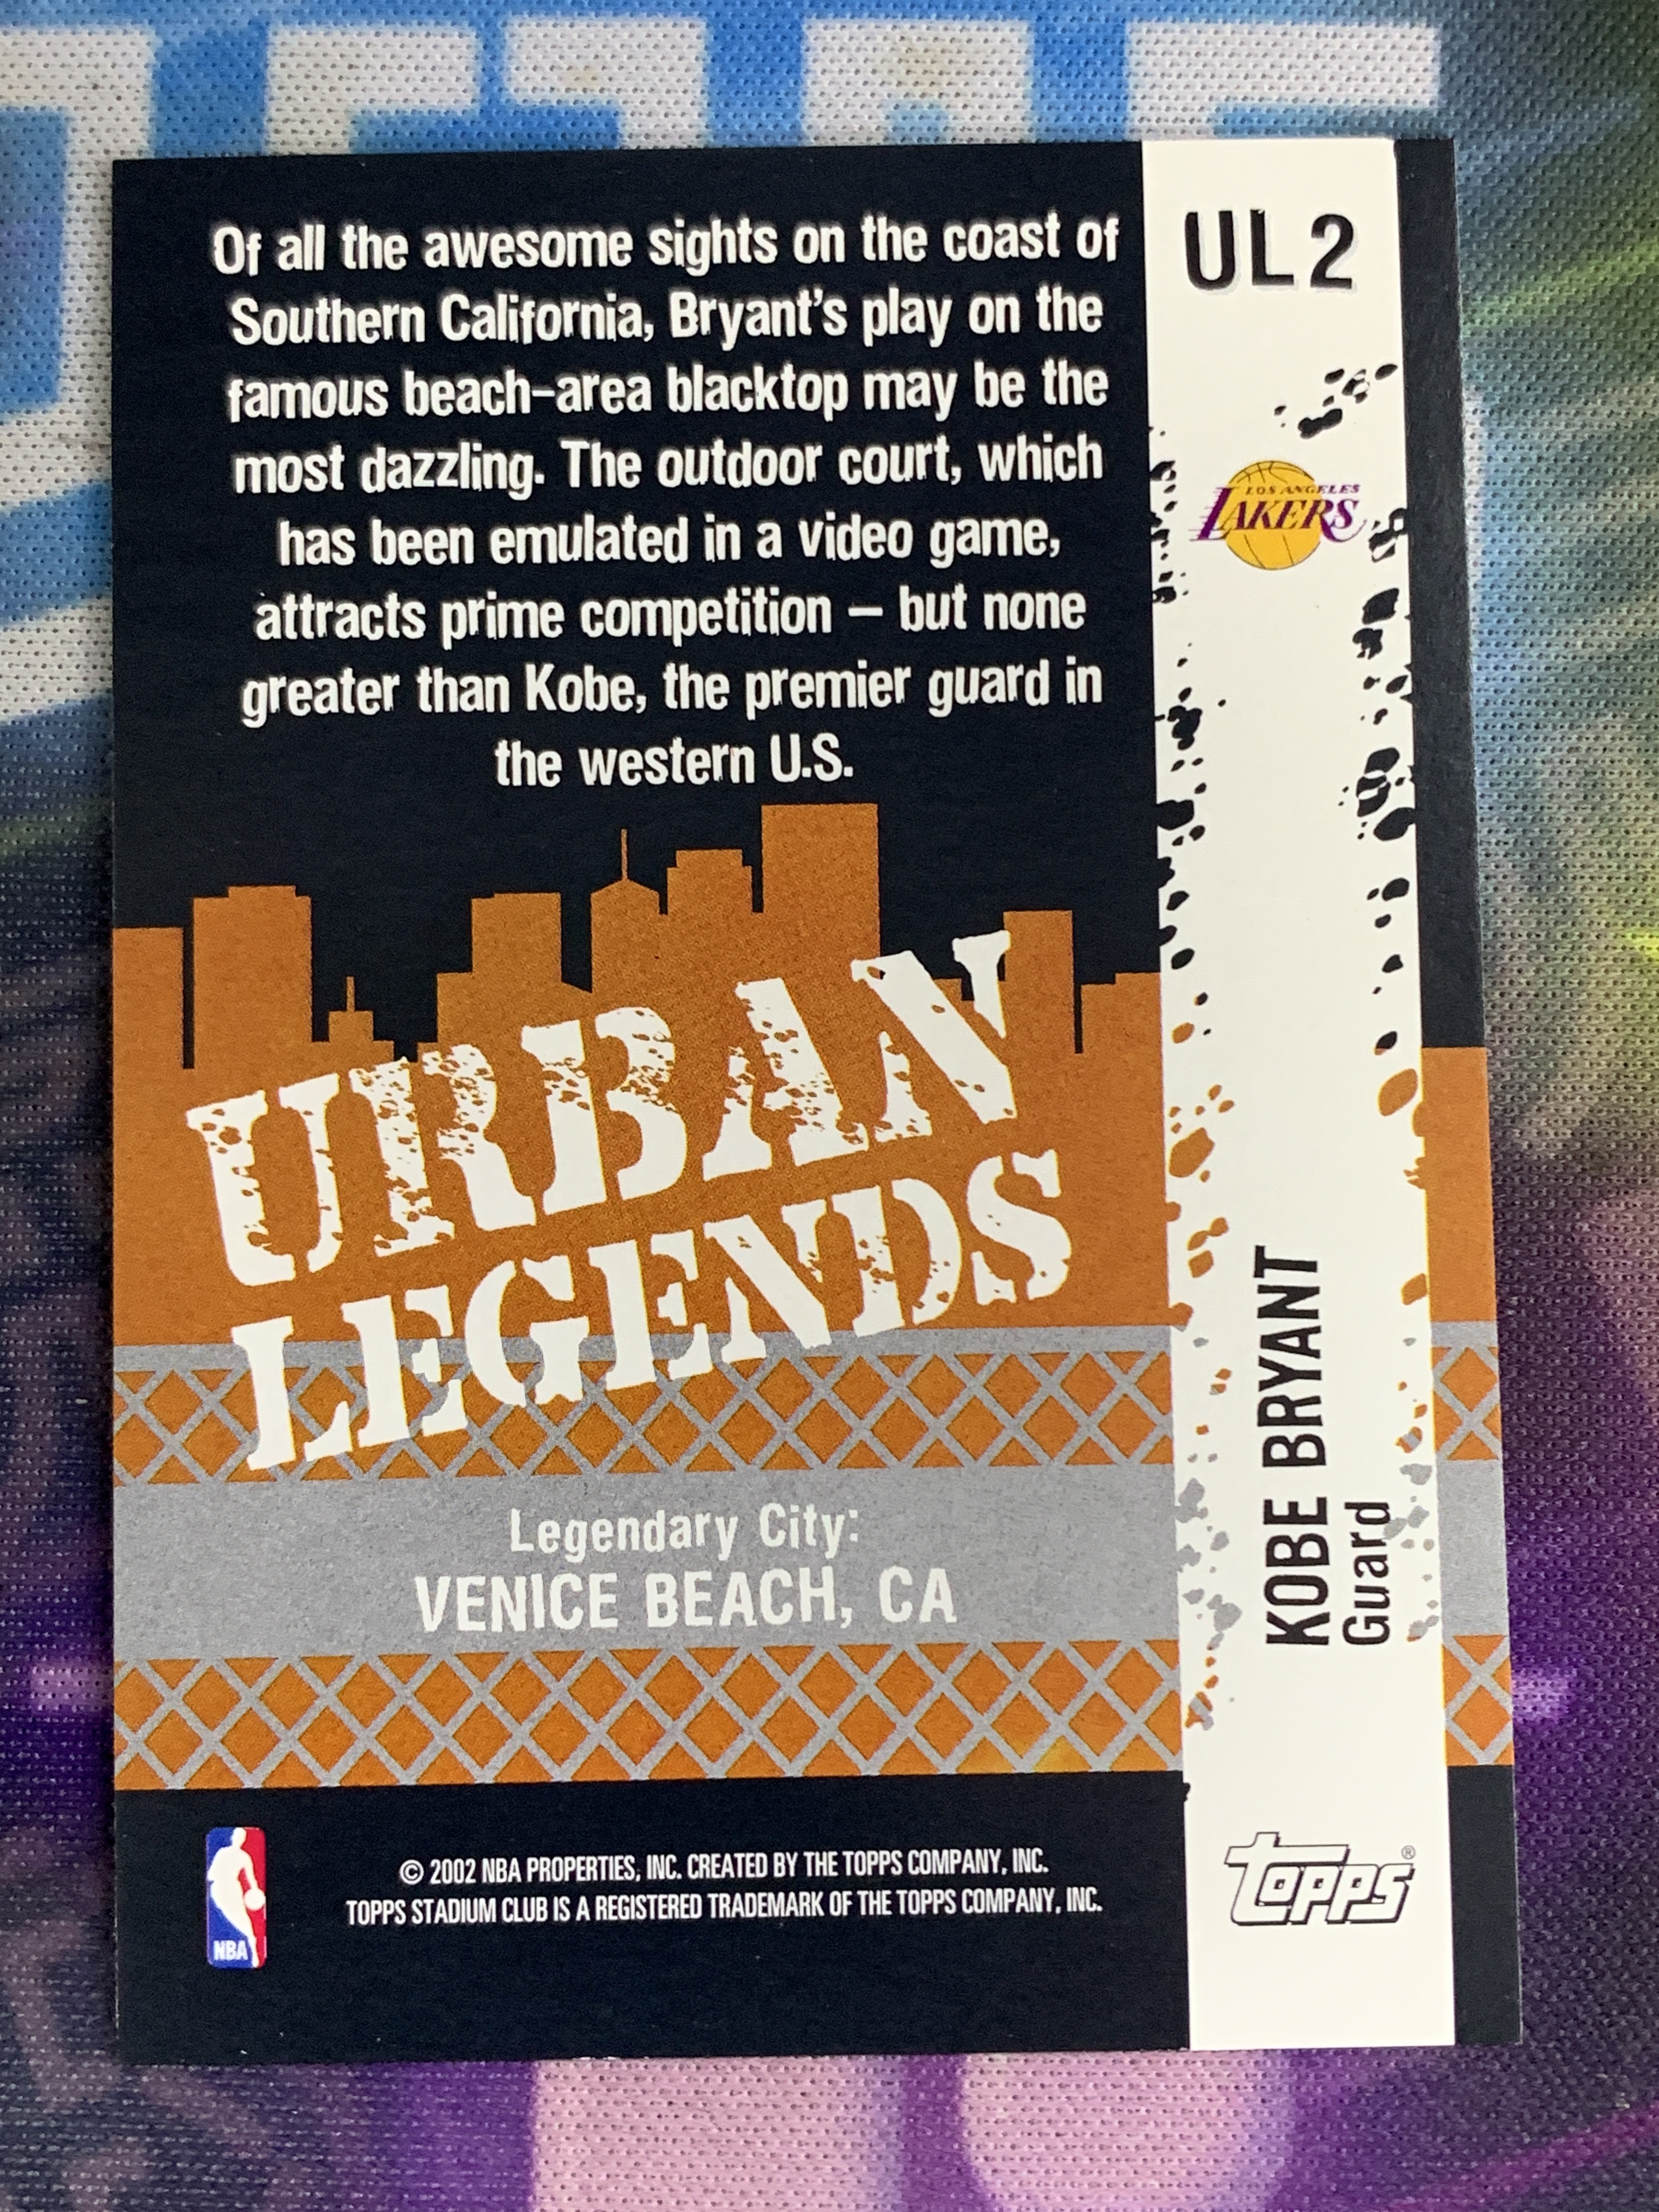 Of all the awesome sights on the coast of
Southern California, Bryant's play on the
famous beach-area blacktop may be the
most dazzling. The outdoor court, which
has been emulated in a video game,
attracts prime competition — but none
greater than Kobe, the premier guard in
the western U.S.
UL2
LOS ANGELES
LAKERS
URBAN
LEGENDS
Legendary City:
VENICE BEACH, CA
KOBE BRYANT
Guard
NBA
© 2002 NBA PROPERTIES, INC. CREATED BY THE TOPPS COMPANY, INC.
TOPPS STADIUM CLUB IS A REGISTERED TRADEMARK OF THE TOPPS COMPANY, INC.
TOPPS®